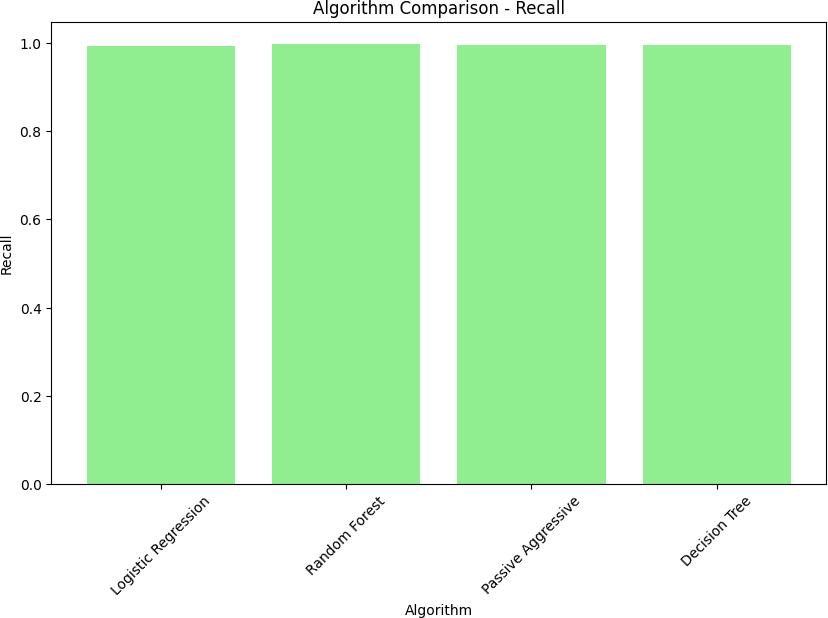 Algorithm Comparison - Recall
Recall
1.0
0.8
0.6
0.4
0.2
0.0
Logistic Regression
Random Forest
Passive Aggressive
Decision Tree
Algorithm